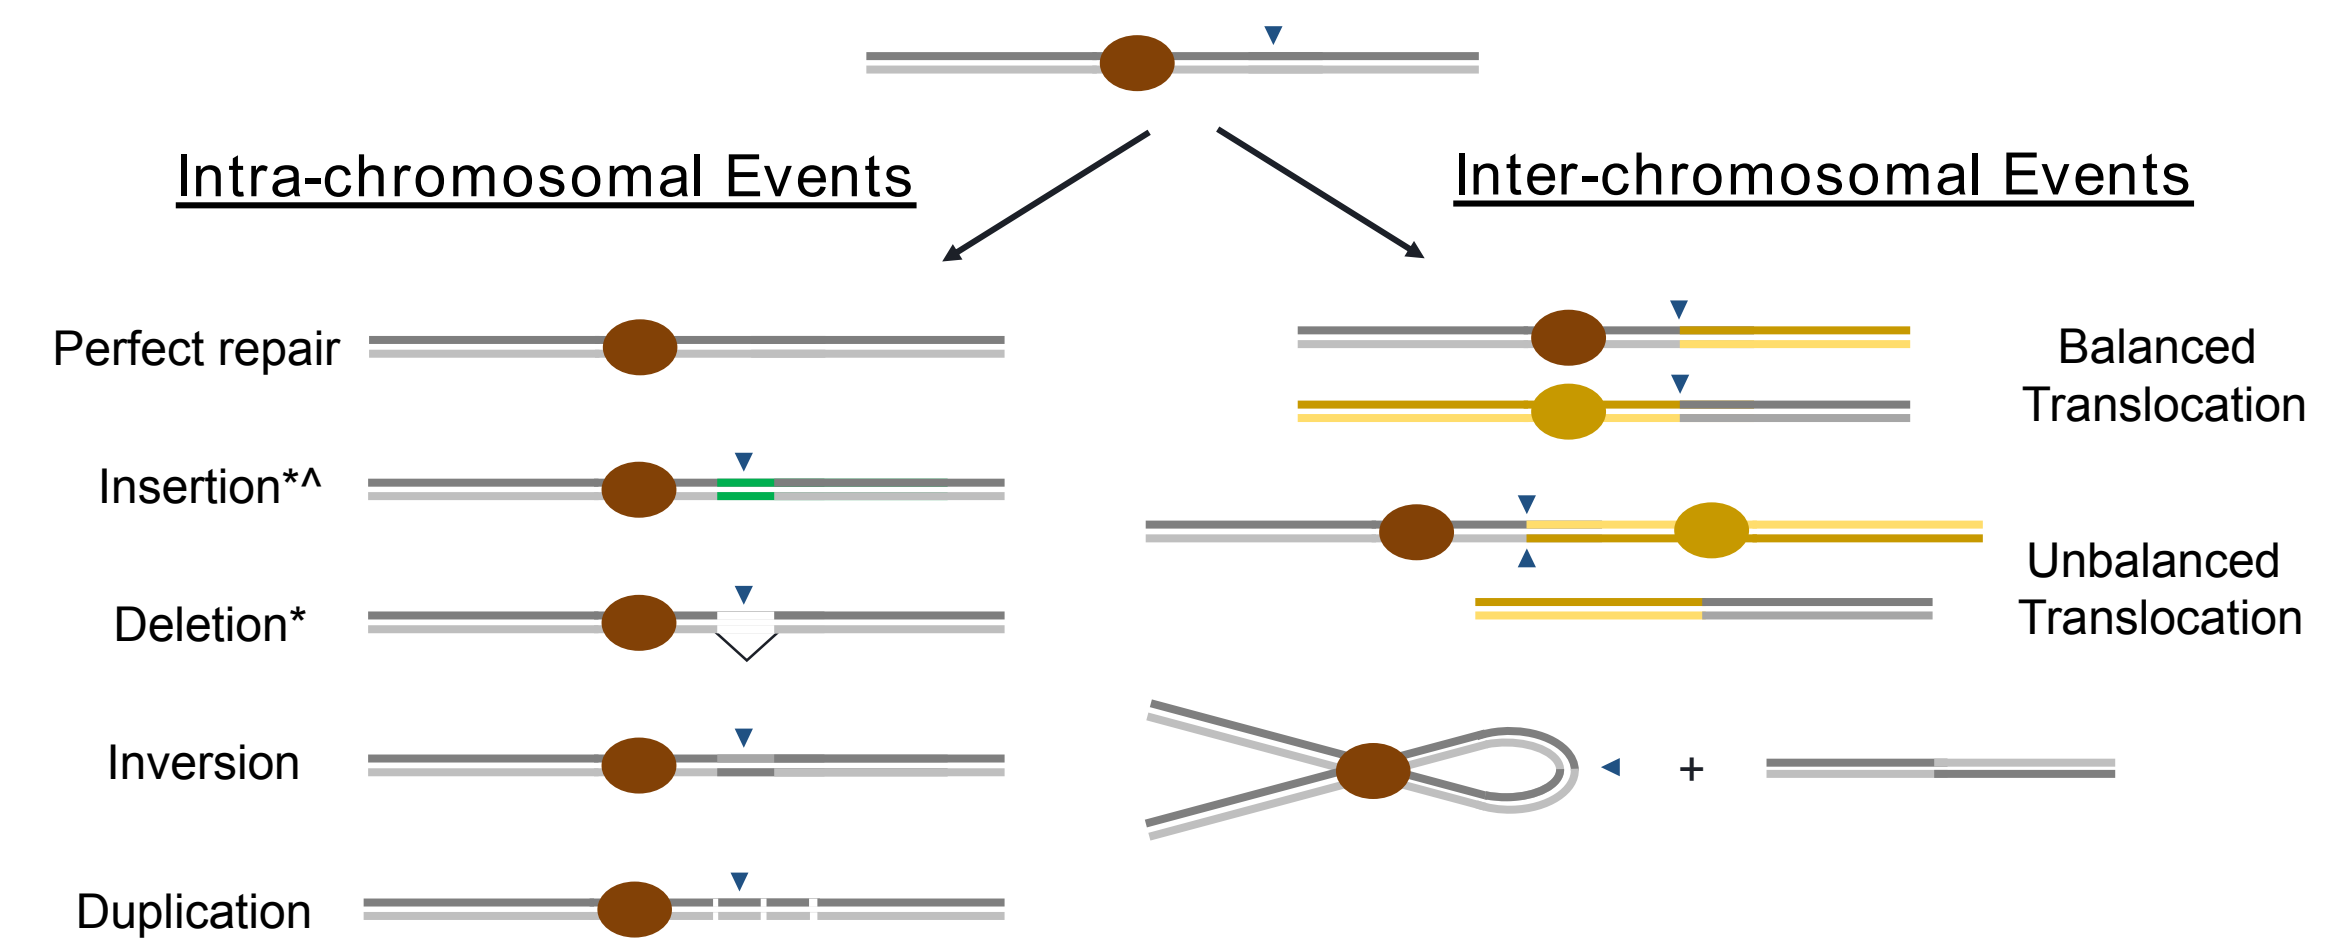 Intra-chromosomal Events
Perfect repair
Insertion*^
Deletion*
Inversion
Duplication
Inter-chromosomal Events
Balanced
Translocation
Unbalanced
Translocation
+